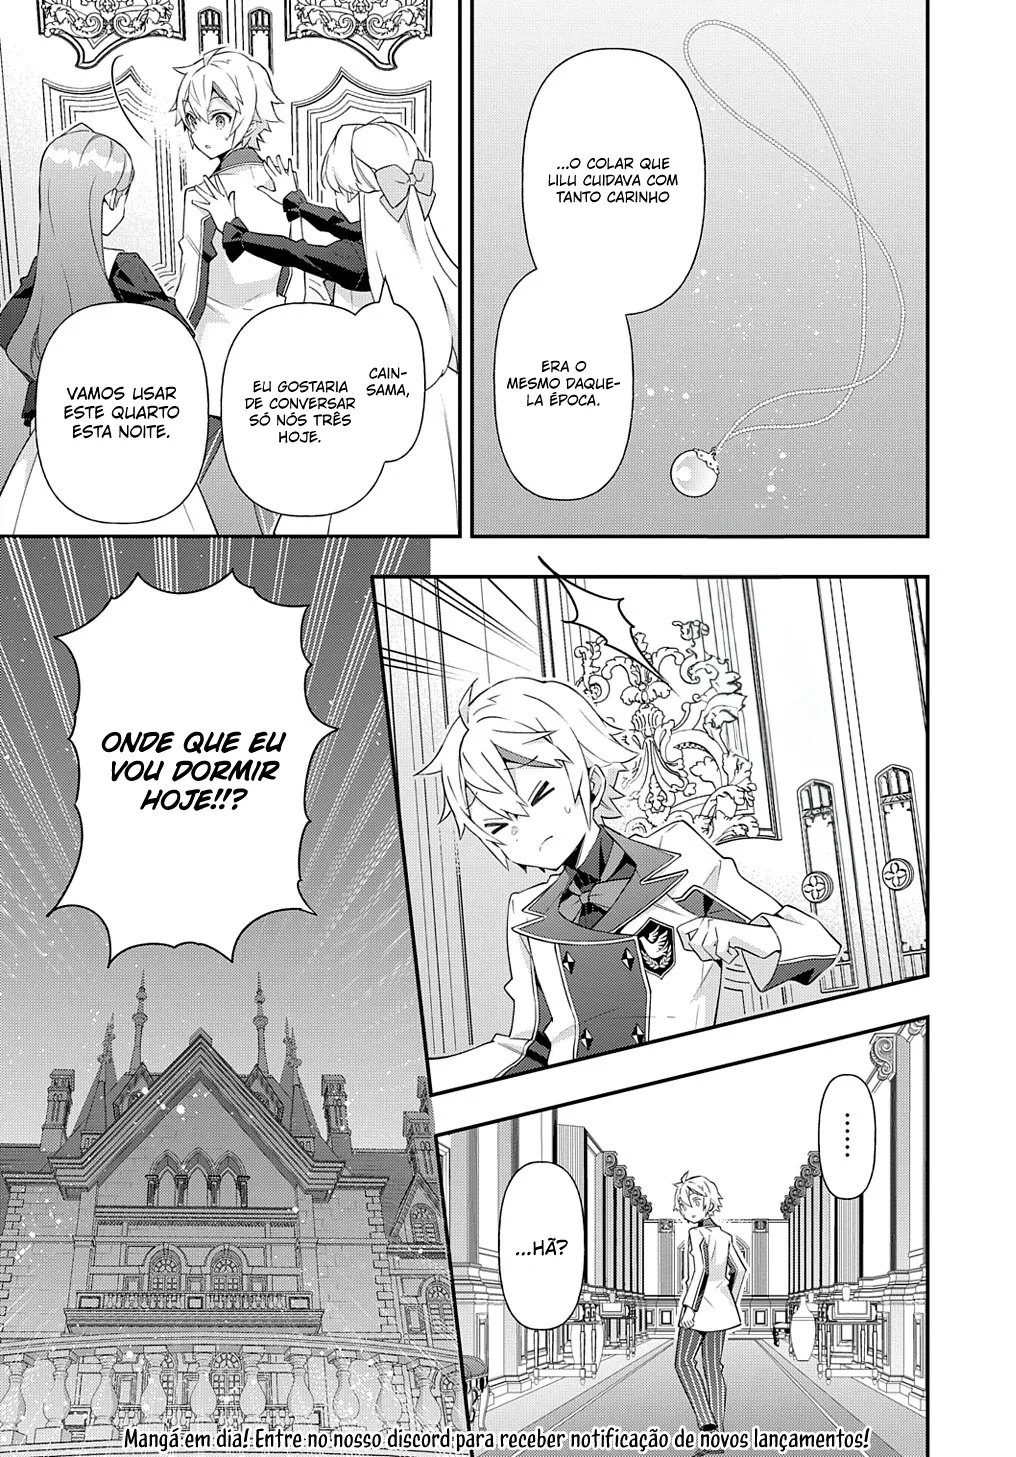 ...O COLAR QUE
LILU CUIDAVA COM
TANTO CARINHO
ERA O
MESMO DAQUE-
LA ÉPOCA.
CAIN-
SAMA,
EU GOSTARIA
DE CONVERSAR
SÓ NÓS TRÊS
HOJE.
VAMOS USAR
ESTE QUARTO
ESTA NOITE.
........
...HÃ?
ONDE QUE EU
VOU DORMIR
HOJE!!?
Mangá em dia! Entre no nosso discord para receber notificação de novos lançamentos!